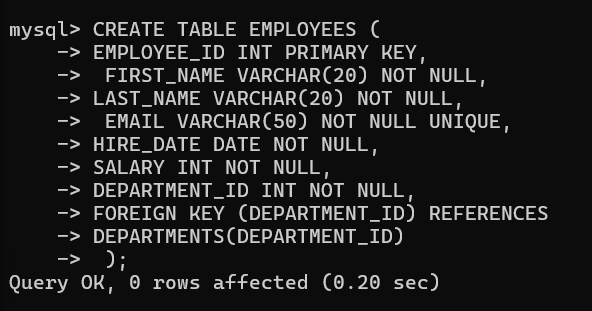 mysql> CREATE TABLE EMPLOYEES (
    -> EMPLOYEE_ID INT PRIMARY KEY,
    ->  FIRST_NAME VARCHAR(20) NOT NULL,
    -> LAST_NAME VARCHAR(20) NOT NULL,
    ->  EMAIL VARCHAR(50) NOT NULL UNIQUE,
    -> HIRE_DATE DATE NOT NULL,
    -> SALARY INT NOT NULL,
    -> DEPARTMENT_ID INT NOT NULL,
    -> FOREIGN KEY (DEPARTMENT_ID) REFERENCES
    -> DEPARTMENTS(DEPARTMENT_ID)
    ->  );
Query OK, 0 rows affected (0.20 sec)